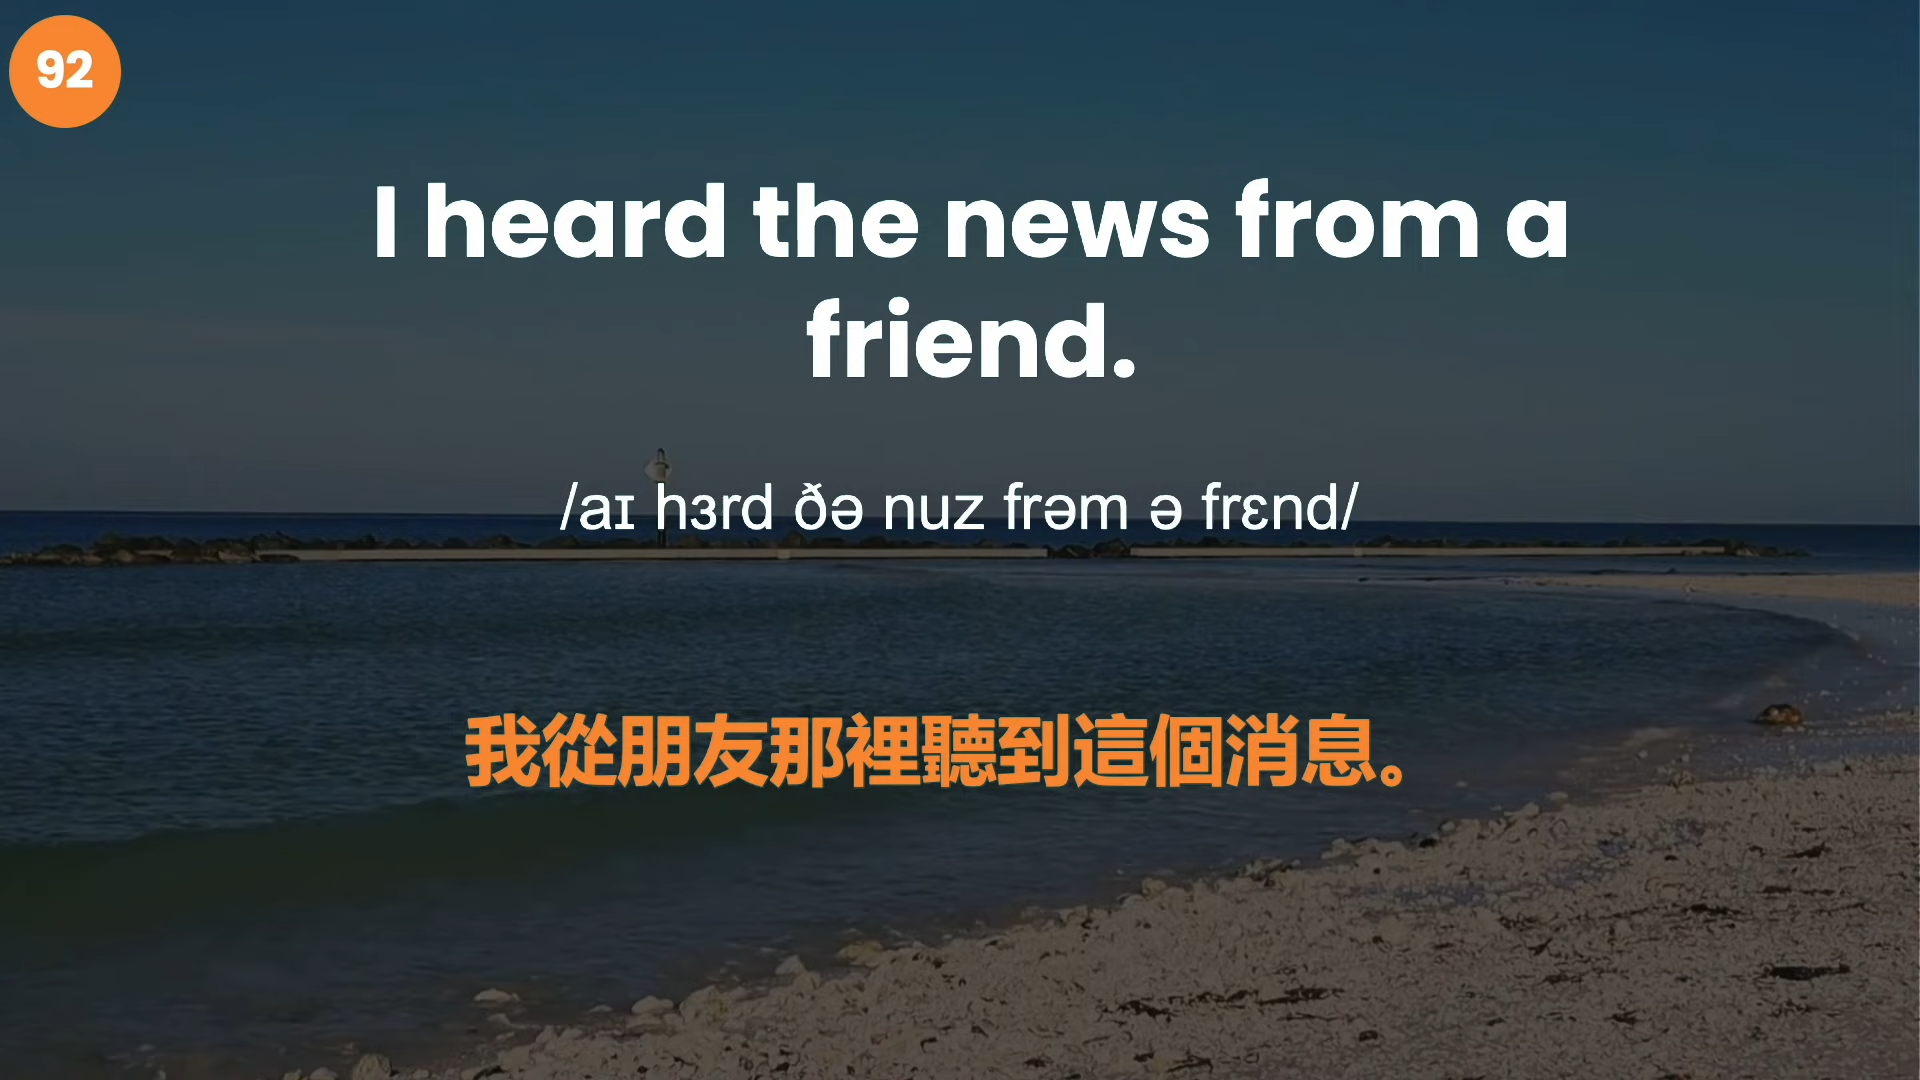 92
I heard the news from a
friend.
/aɪ hɜrd ðə nuz frəm ə frɛnd/
我從朋友那裡聽到這個消息。